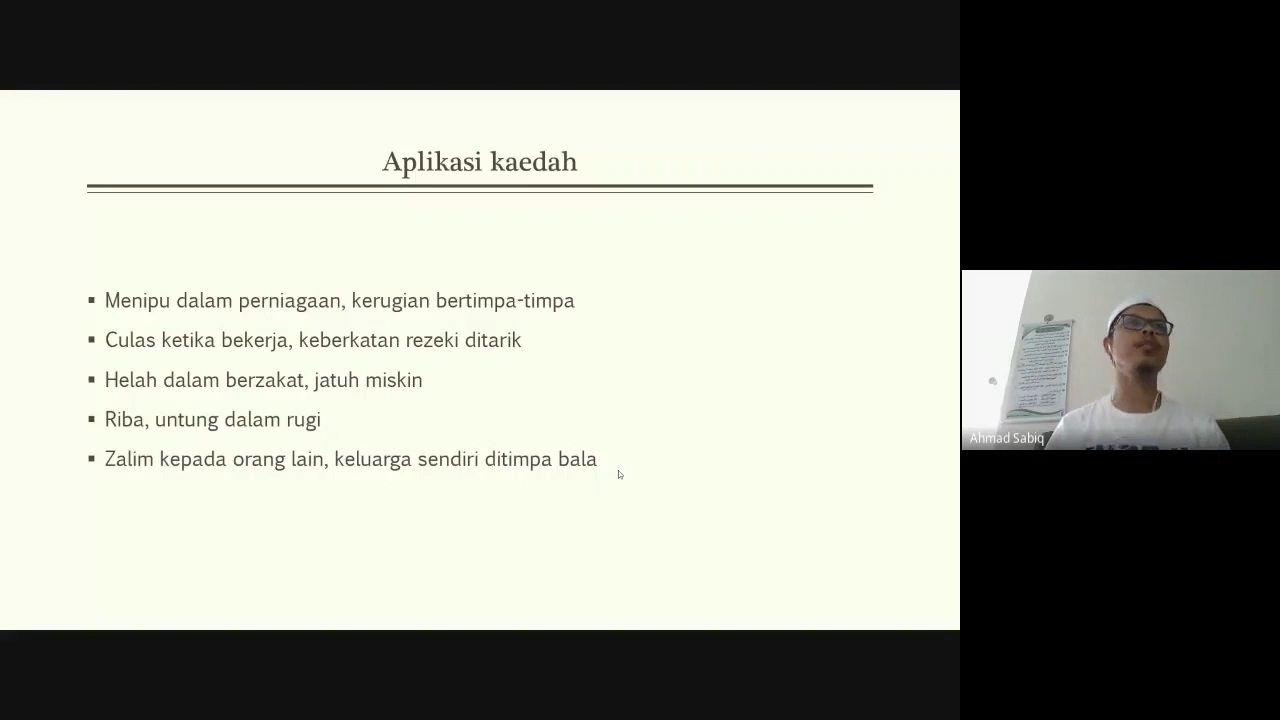 Aplikasi kaedah
▪ Menipu dalam perniagaan, kerugian bertimpa-timpa
▪ Culas ketika bekerja, keberkatan rezeki ditarik
▪ Helah dalam berzakat, jatuh miskin
▪ Riba, untung dalam rugi
▪ Zalim kepada orang lain, keluarga sendiri ditimpa bala
Ahmad Sabiq